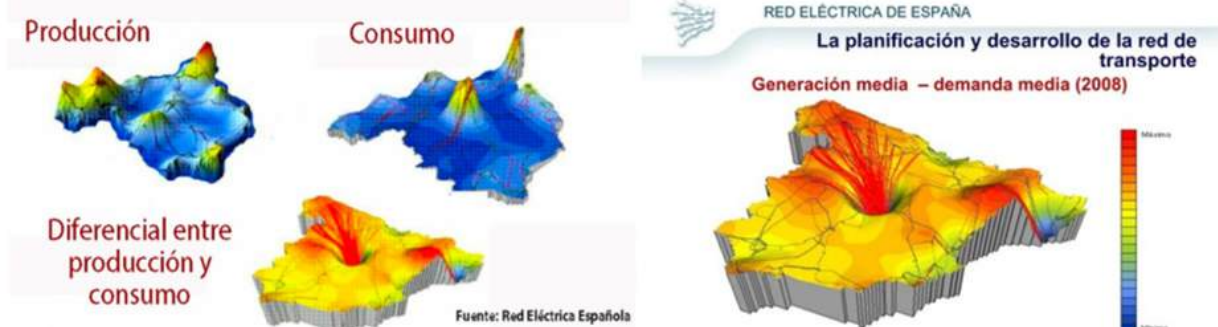 Producción
Consumo
Diferencial entre
producción y
consumo
Fuente: Red Eléctrica Española
RED ELÉCTRICA DE ESPAÑA
La planificación y desarrollo de la red de
transporte
Generación media – demanda media (2008)
Máximo